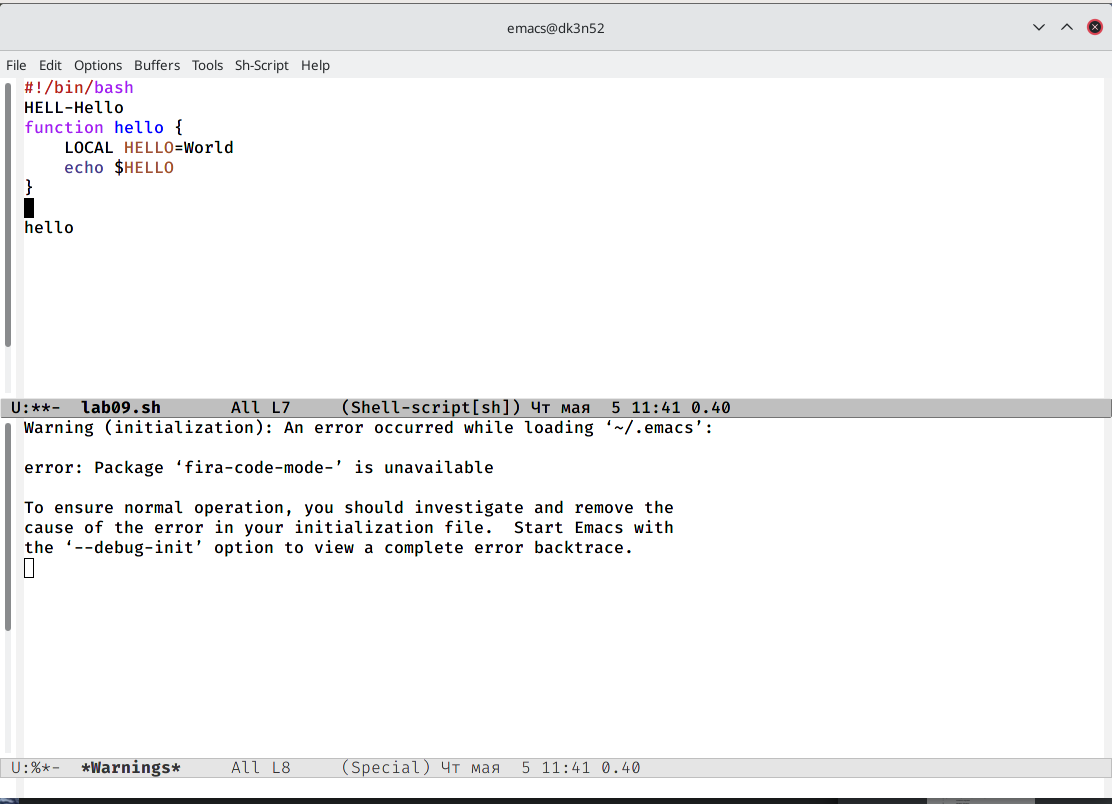 emacs@dk3n52
File Edit Options Buffers Tools Sh-Script Help
#!/bin/bash
HELL-Hello
function hello {
    LOCAL HELLO=World
    echo $HELLO
}
hello
U:**-  lab09.sh       All L7     (Shell-script[sh]) Чт мая  5 11:41 0.40
Warning (initialization): An error occurred while loading ‘~/.emacs’:
error: Package ‘fira-code-mode-’ is unavailable
To ensure normal operation, you should investigate and remove the
cause of the error in your initialization file.  Start Emacs with
the ‘--debug-init’ option to view a complete error backtrace.
U:%*-  *Warnings*     All L8     (Special) Чт мая  5 11:41 0.40